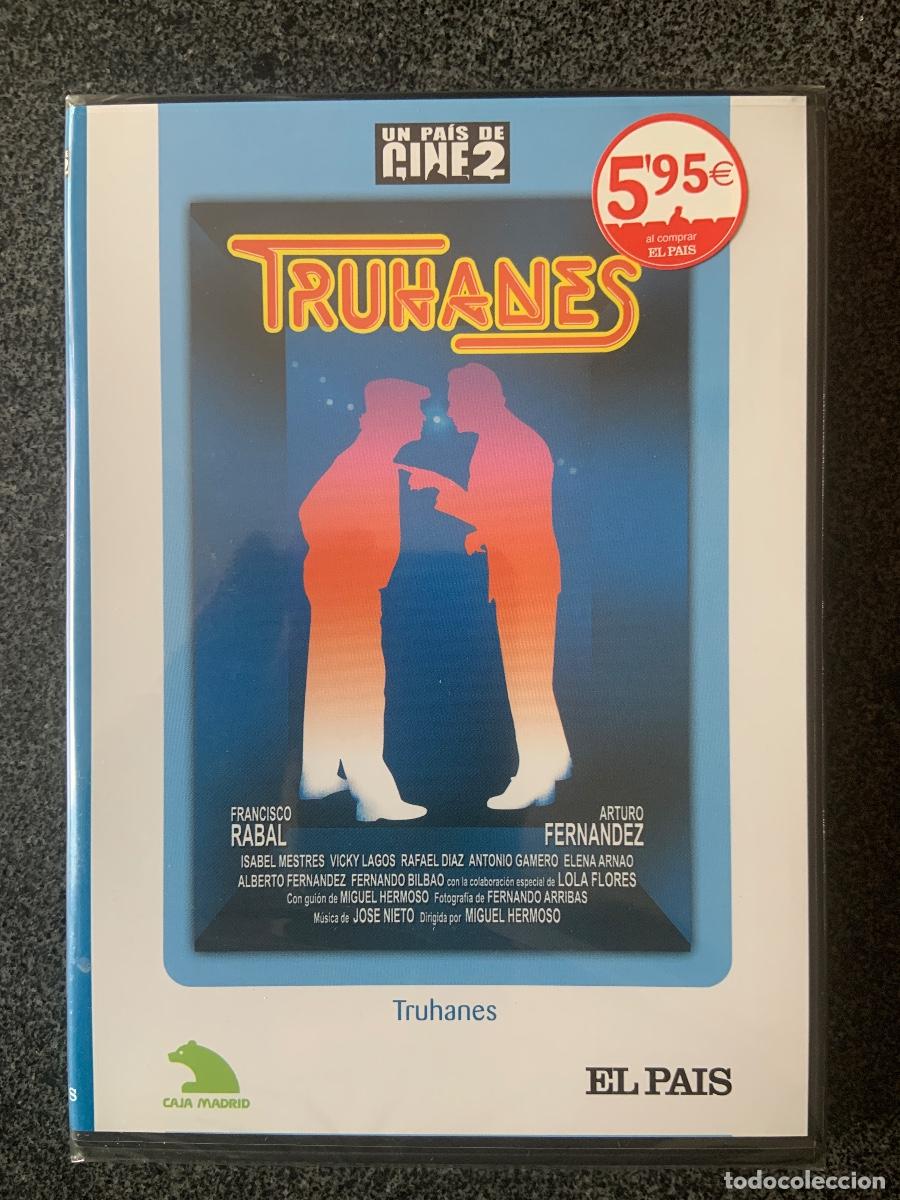 UN PAÍS DE
CINE2
5'95€
al comprar
EL PAIS
TRUHANES
FRANCISCO
RABAL
ARTURO
FERNANDEZ
ISABEL MESTRES VICKY LAGOS RAFAEL DIAZ ANTONIO GAMERO ELENA ARNAO
ALBERTO FERNANDEZ FERNANDO BILBAO con la colaboración especial de LOLA FLORES
Con guión de MIGUEL HERMOSO Fotografía de FERNANDO ARRIBAS
Música de JOSE NIETO Dirigida por MIGUEL HERMOSO
Truhanes
CAJA MADRID
EL PAIS
todocoleccion